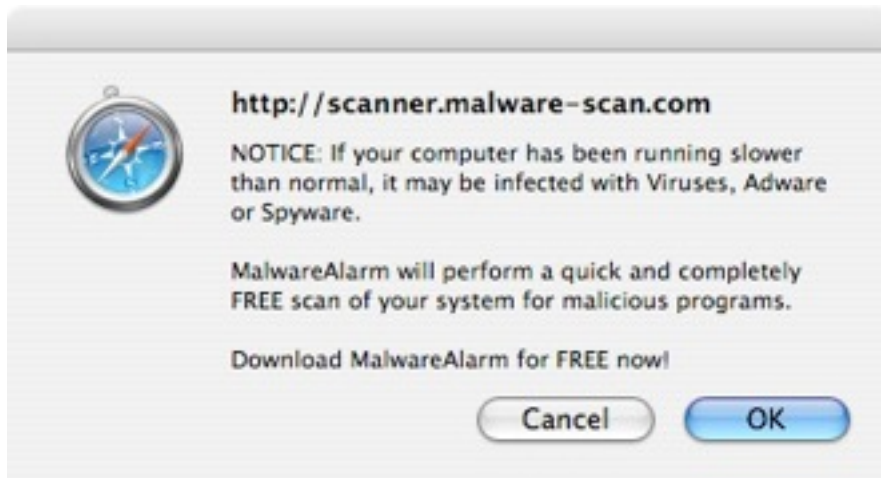 http://scanner.malware-scan.com
NOTICE: If your computer has been running slower
than normal, it may be infected with Viruses, Adware
or Spyware.
MalwareAlarm will perform a quick and completely
FREE scan of your system for malicious programs.
Download MalwareAlarm for FREE now!
Cancel OK